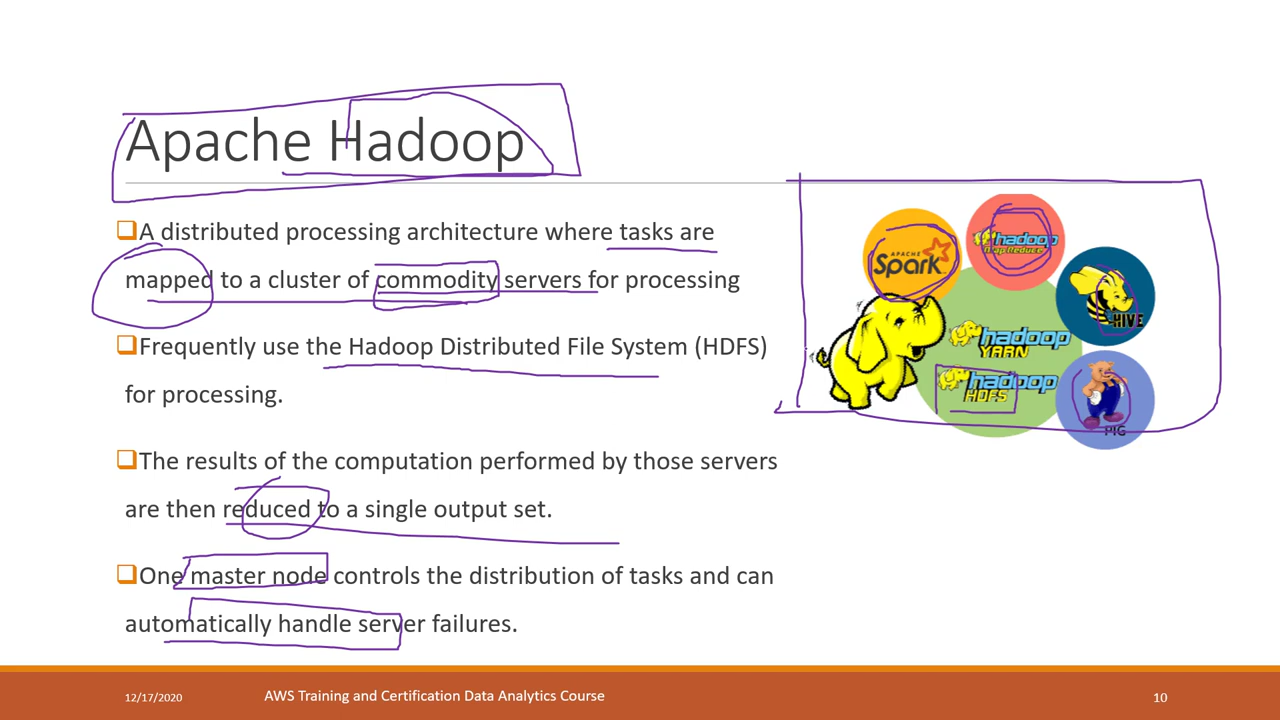 Apache Hadoop
A distributed processing architecture where tasks are
mapped to a cluster of commodity servers for processing
Frequently use the Hadoop Distributed File System (HDFS)
for processing.
The results of the computation performed by those servers
are then reduced to a single output set.
One master node controls the distribution of tasks and can
automatically handle server failures.
APACHE
Spark
hadoop
Map Reduce
HIVE
hadoop
YARN
hadoop
HDFS
PIG
12/17/2020
AWS Training and Certification Data Analytics Course
10